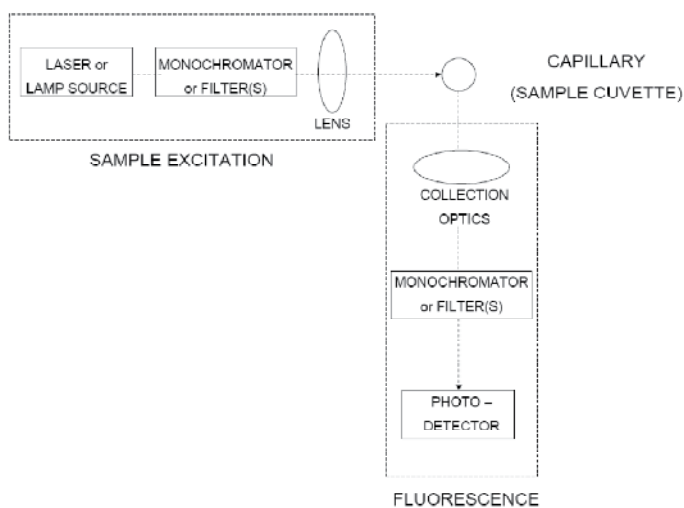 LASER or
LAMP SOURCE
MONOCHROMATOR
or FILTER(S)
LENS
SAMPLE EXCITATION
CAPILLARY
(SAMPLE CUVETTE)
COLLECTION
OPTICS
MONOCHROMATOR
or FILTER(S)
PHOTO –
DETECTOR
FLUORESCENCE